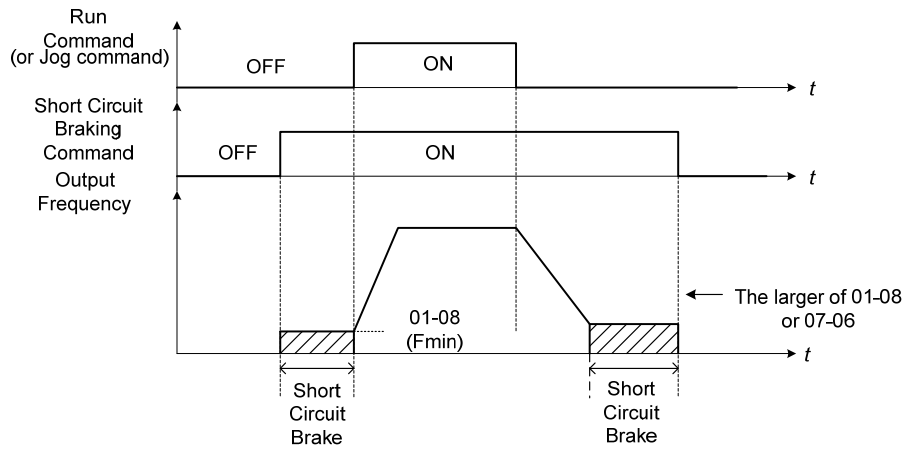 Run
Command
(or Jog command)
OFF
ON
t
Short Circuit
Braking
Command
OFF
ON
t
Output
Frequency
01-08
(Fmin)
The larger of 01-08
or 07-06
t
Short
Circuit
Brake
Short
Circuit
Brake